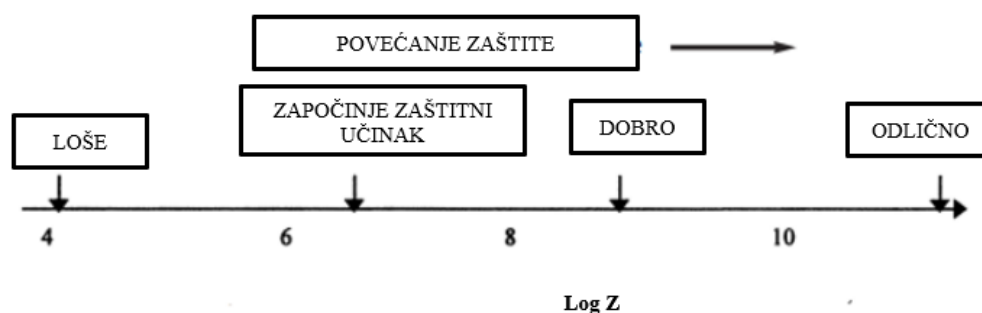 POVEĆANJE ZAŠTITE
ZAPOČINJE ZAŠTITNI
UČINAK
LOŠE
DOBRO
ODLIČNO
4 6 8 10
Log Z